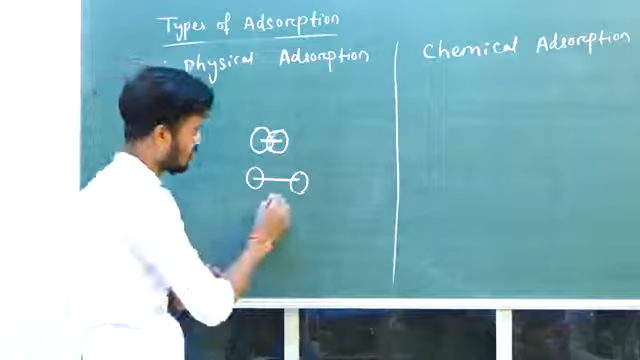 Types of Adsorption
Physical Adsorption
Chemical Adsorption